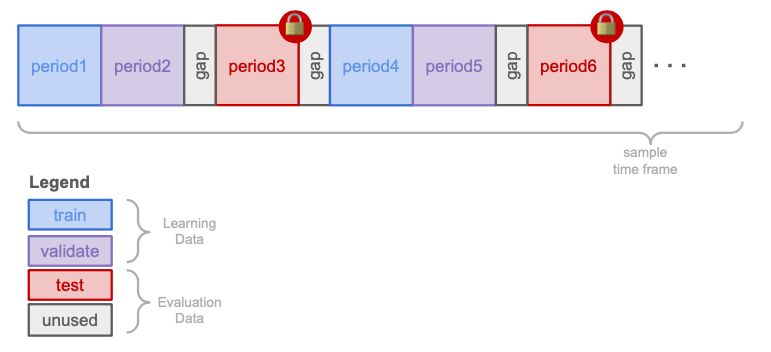 period1 period2 gap period3 gap period4 period5 gap period6 gap . . .
sample
time frame
Legend
train
validate
Learning
Data
test
unused
Evaluation
Data